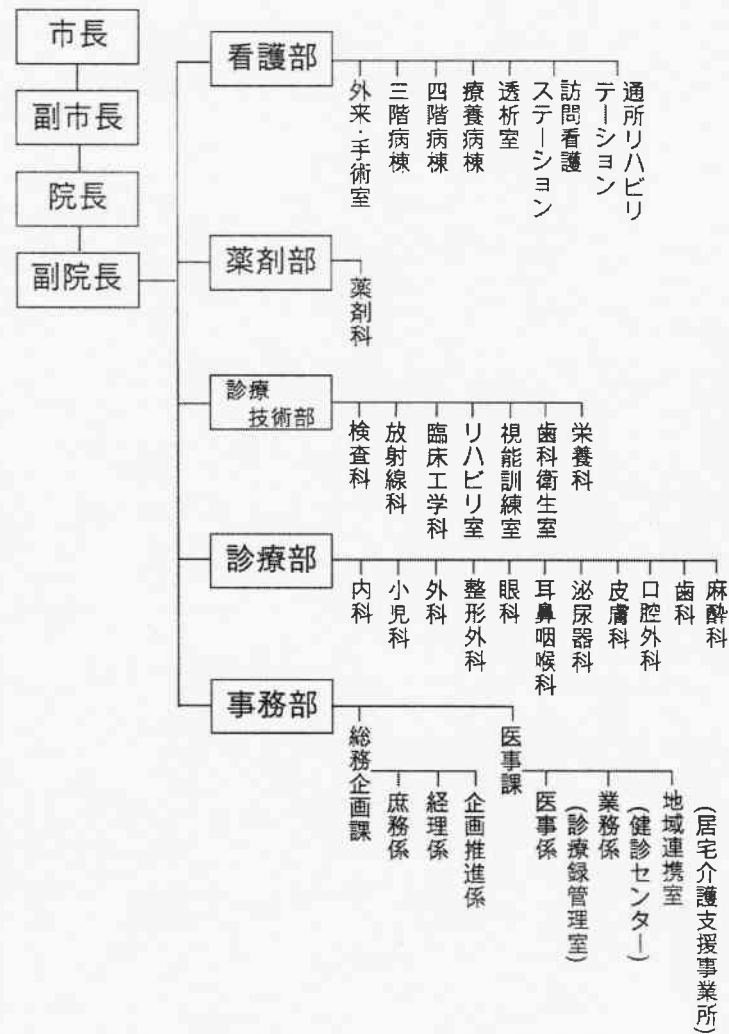 市長
副市長
院長
副院長
看護部
外来・手術室
三階病棟
四階病棟
療養病棟
透析室
訪問看護
ステーション
通所リハビリ
テーション
薬剤部
薬剤科
診療
技術部
検査科
放射線科
臨床工学科
リハビリ室
視能訓練室
歯科衛生室
栄養科
診療部
内科
小児科
外科
整形外科
眼科
耳鼻咽喉科
泌尿器科
皮膚科
口腔外科
歯科
麻酔科
事務部
総務企画課
庶務係
経理係
企画推進係
医事課
医事係
(診療録管理室)
業務係
(健診センター)
地域連携室
(居宅介護支援事業所)